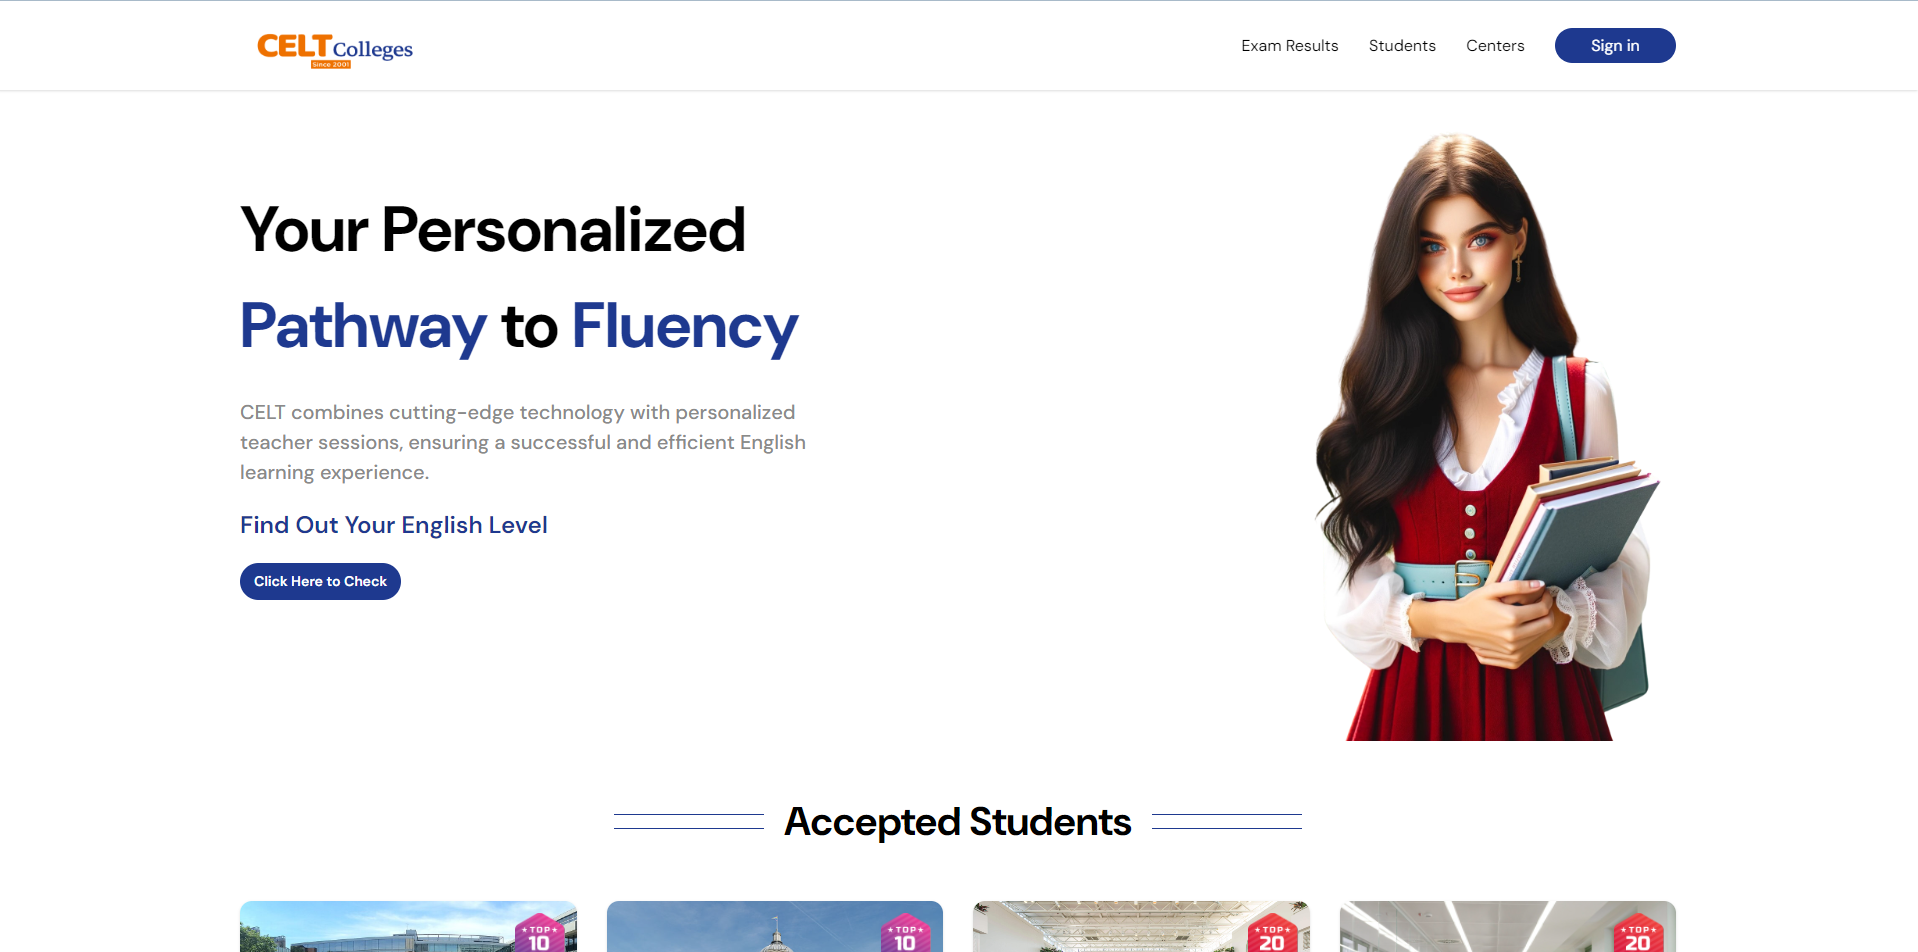 CELT Colleges
Since 2001
Exam Results
Students
Centers
Sign in
Your Personalized
Pathway to Fluency
CELT combines cutting-edge technology with personalized
teacher sessions, ensuring a successful and efficient English
learning experience.
Find Out Your English Level
Click Here to Check
Accepted Students
TOP
10
TOP
10
TOP
20
TOP
20